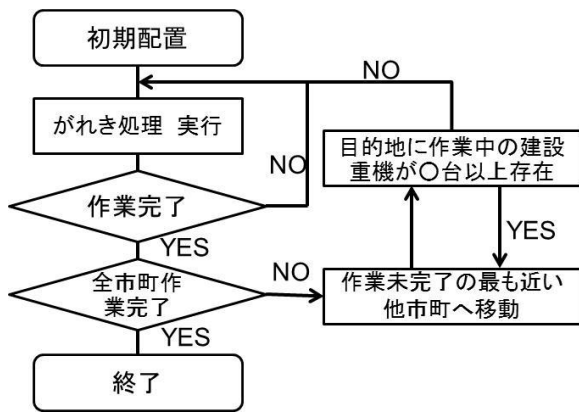 初期配置
NO
がれき処理 実行
目的地に作業中の建設
重機が〇台以上存在
NO
作業完了
YES
YES
全市町作
業完了
NO
作業未完了の最も近い
他市町へ移動
YES
終了